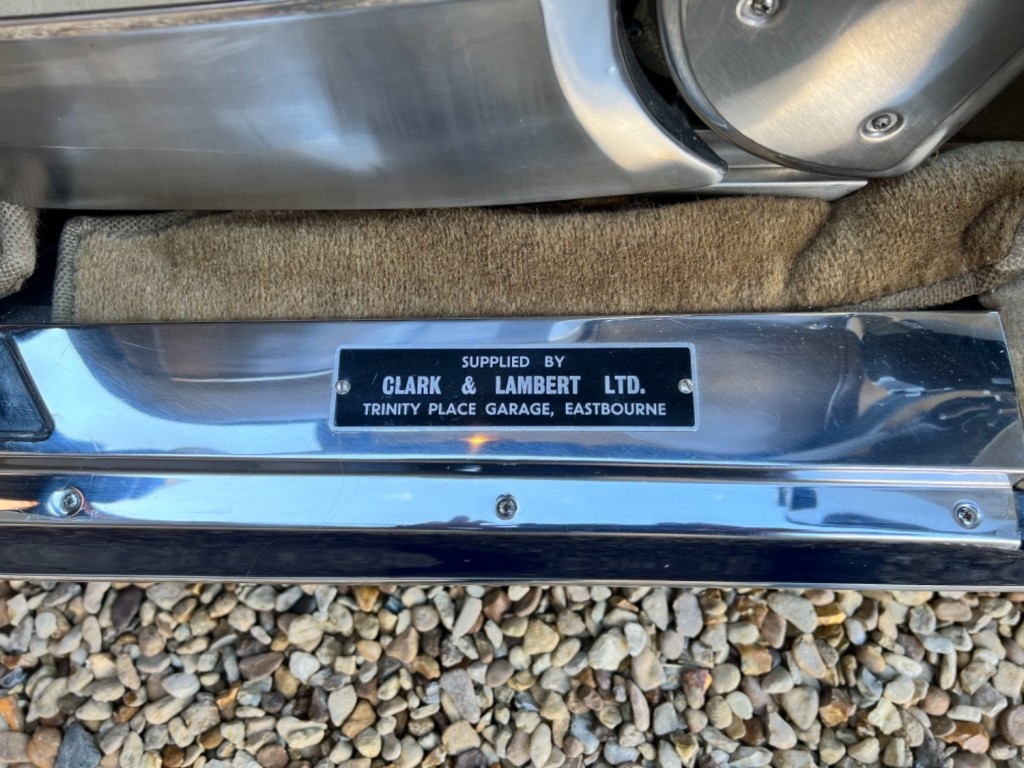 SUPPLIED BY
CLARK & LAMBERT LTD.
TRINITY PLACE GARAGE, EASTBOURNE